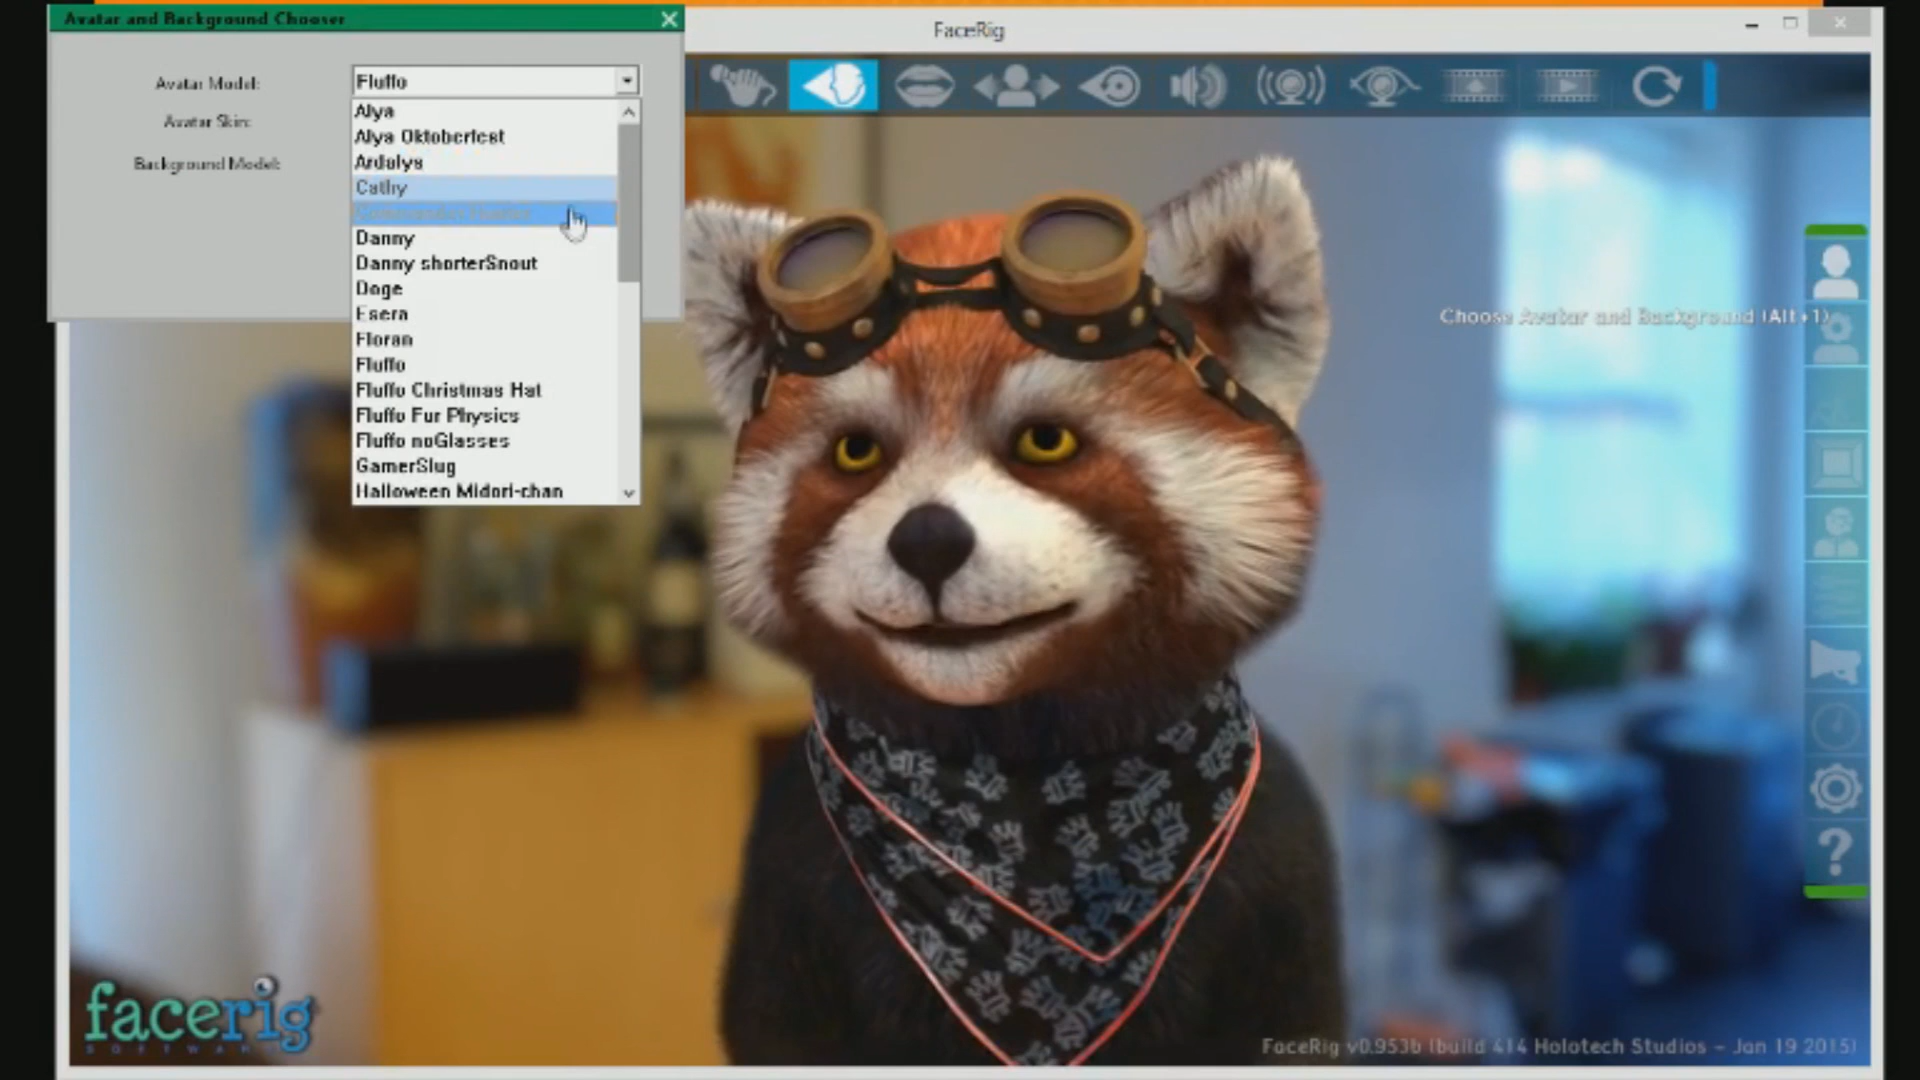 Avatar and Background Chooser
FaceRig
Avatar Model:
Fluffo
Avatar Skin:
Background Model:
Alya
Alya Oktoberfest
Ardalys
Cathy
Danny
Danny shorterSnout
Doge
Esera
Floran
Fluffo
Fluffo Christmas Hat
Fluffo Fur Physics
Fluffo noGlasses
GamerSlug
Halloween Midori-chan
Choose Avatar and Background (Alt+1)
?
facerig
SOFTWARE
FaceRig v0.953b (build 414 Holotech Studios - Jan 19 2015)